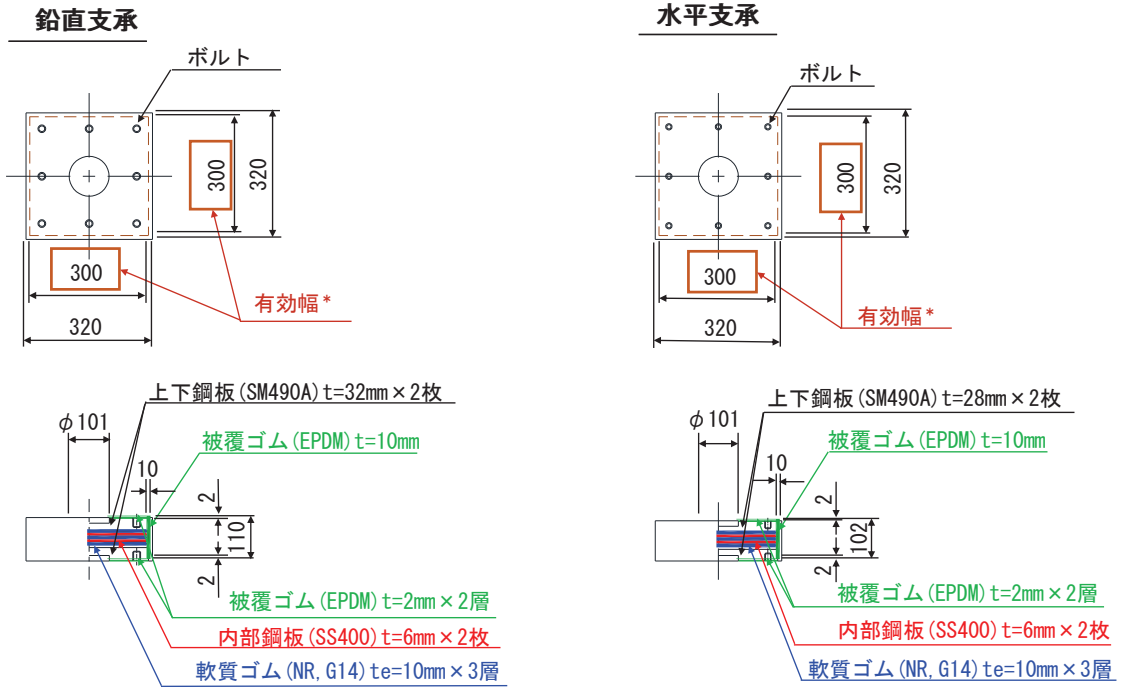 鉛直支承
ボルト
300
320
300
320
有効幅*
上下鋼板(SM490A)t=32mm×2枚
φ101
被覆ゴム(EPDM)t=10mm
10
2
110
2
被覆ゴム(EPDM)t=2mm×2層
内部鋼板(SS400)t=6mm×2枚
軟質ゴム(NR,G14)te=10mm×3層
水平支承
ボルト
300
320
300
320
有効幅*
上下鋼板(SM490A)t=28mm×2枚
φ101
被覆ゴム(EPDM)t=10mm
10
2
102
2
被覆ゴム(EPDM)t=2mm×2層
内部鋼板(SS400)t=6mm×2枚
軟質ゴム(NR,G14)te=10mm×3層